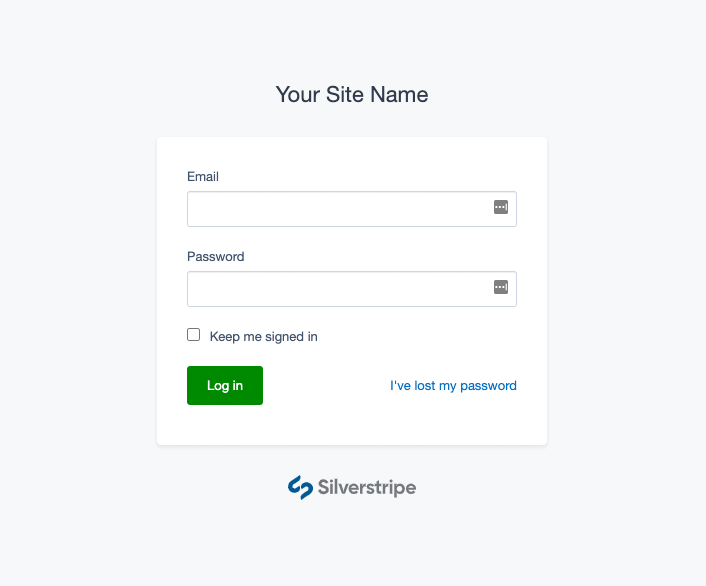 Your Site Name
Email
Password
Keep me signed in
Log in
I've lost my password
Silverstripe